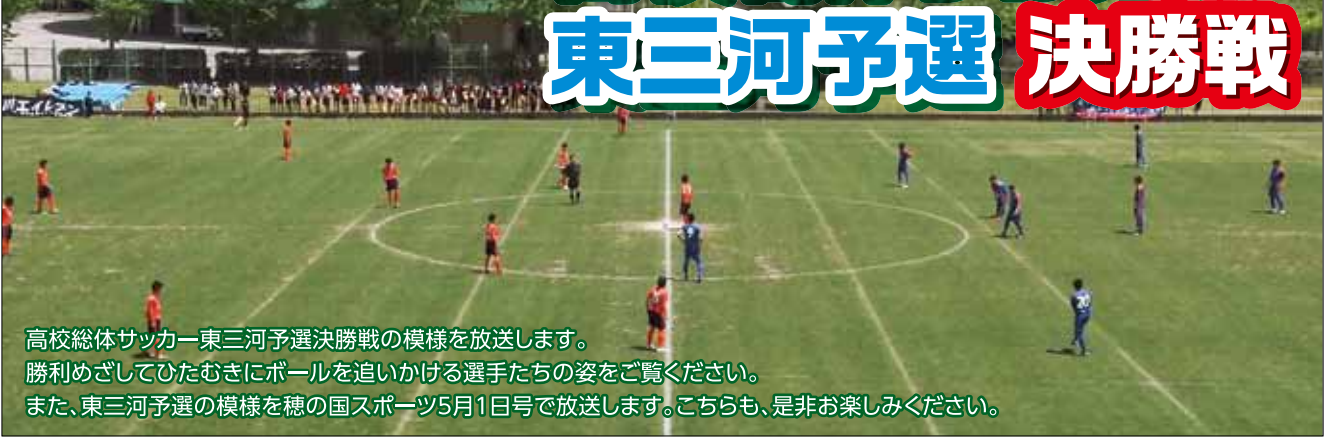 東三河予選 決勝戦
高校総体サッカー東三河予選決勝戦の模様を放送します。
勝利めざしてひたむきにボールを追いかける選手たちの姿をご覧ください。
また、東三河予選の模様を穂の国スポーツ5月1日号で放送します。こちらも、是非お楽しみください。
20